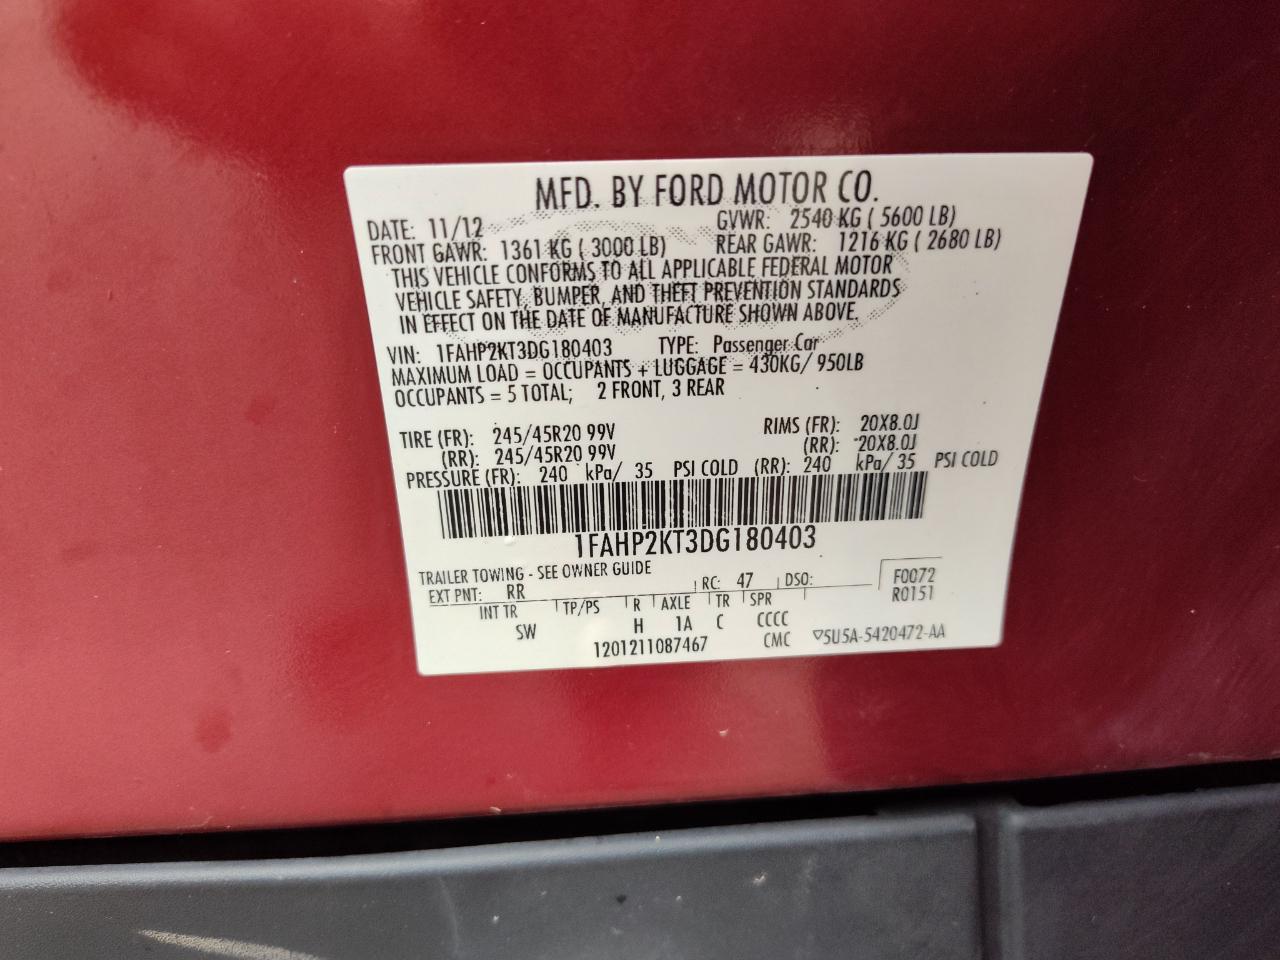 MFD. BY FORD MOTOR CO.
DATE: 11/12 GVWR: 2540 KG ( 5600 LB)
FRONT GAWR: 1361 KG ( 3000 LB) REAR GAWR: 1216 KG ( 2680 LB)
THIS VEHICLE CONFORMS TO ALL APPLICABLE FEDERAL MOTOR
VEHICLE SAFETY, BUMPER, AND THEFT PREVENTION STANDARDS
IN EFFECT ON THE DATE OF MANUFACTURE SHOWN ABOVE.
VIN: 1FAHP2KT3DG180403 TYPE: Passenger Car
MAXIMUM LOAD = OCCUPANTS + LUGGAGE = 430KG/ 950LB
OCCUPANTS = 5 TOTAL; 2 FRONT, 3 REAR
TIRE (FR): 245/45R20 99V RIMS (FR): 20X8.0J
(RR): 245/45R20 99V (RR): 20X8.0J
PRESSURE (FR): 240 kPa/ 35 PSI COLD (RR): 240 kPa/ 35 PSI COLD
1FAHP2KT3DG180403
TRAILER TOWING - SEE OWNER GUIDE
EXT PNT: RR RC: 47 DSO: F0072
R0151
INT TR TP/PS R AXLE TR SPR
SW H 1A C CCCC
1201211087467 CMC ▽5U5A-5420472-AA